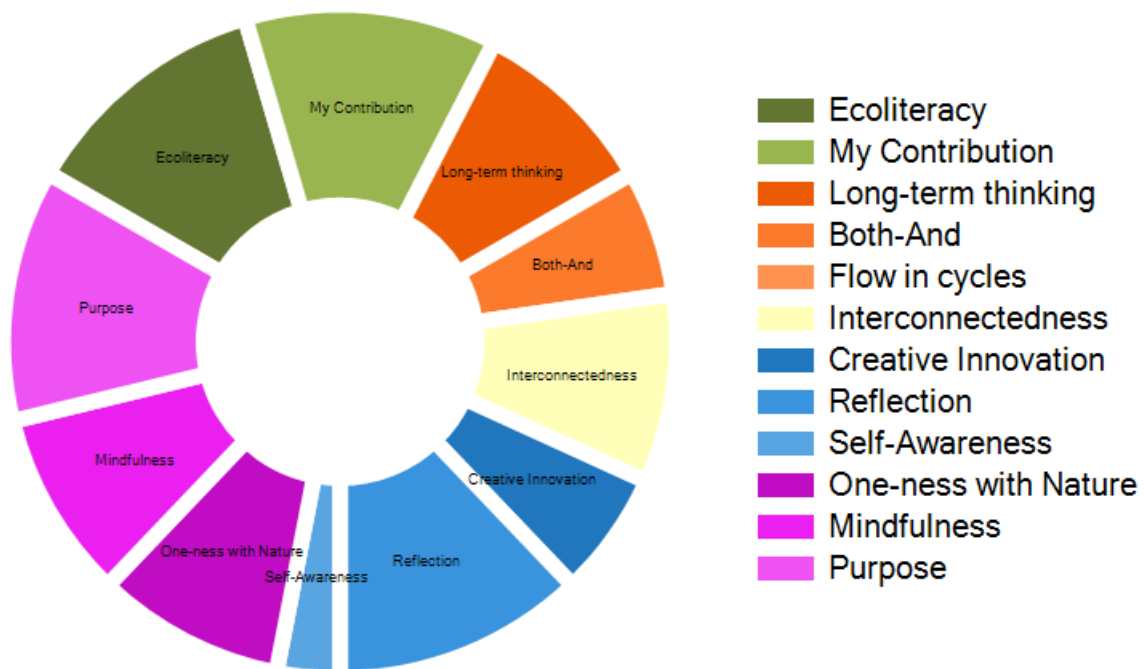 My Contribution
Ecoliteracy
Long-term thinking
Both-And
Purpose
Interconnectedness
Mindfulness
Creative Innovation
One-ness with Nature
Reflection
Self-Awareness
Ecoliteracy
My Contribution
Long-term thinking
Both-And
Flow in cycles
Interconnectedness
Creative Innovation
Reflection
Self-Awareness
One-ness with Nature
Mindfulness
Purpose